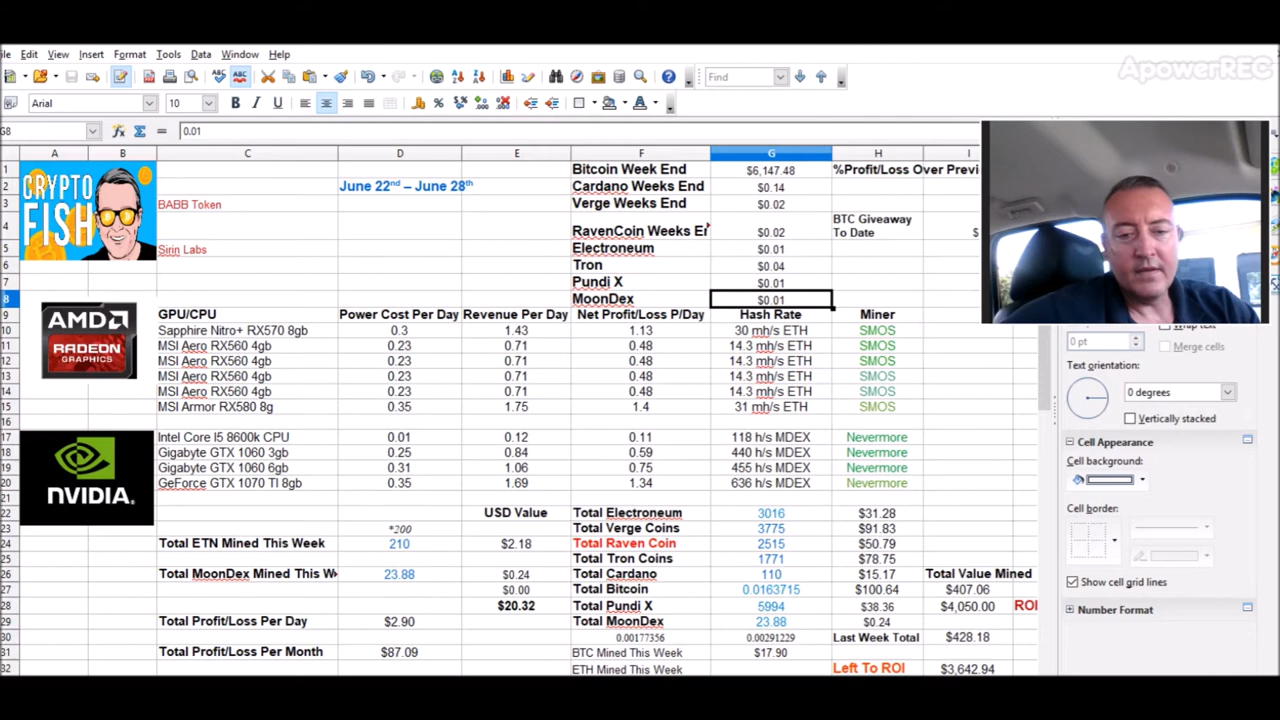 ApowerREC
File Edit View Insert Format Tools Data Window Help
Find
Arial 10
G8 0.01
A B C D E F G H I
1 Bitcoin Week End $6,147.48 %Profit/Loss Over Previ
2 June 22nd – June 28th Cardano Weeks End $0.14
3 BABB Token Verge Weeks End $0.02
4 RavenCoin Weeks Er $0.02 BTC Giveaway To Date $
5 Sirin Labs Electroneum $0.01
6 Tron $0.04
7 Pundi X $0.01
8 MoonDex $0.01
CRYPTO FISH
9 GPU/CPU Power Cost Per Day Revenue Per Day Net Profit/Loss P/Day Hash Rate Miner
10 Sapphire Nitro+ RX570 8gb 0.3 1.43 1.13 30 mh/s ETH SMOS
11 MSI Aero RX560 4gb 0.23 0.71 0.48 14.3 mh/s ETH SMOS
12 MSI Aero RX560 4gb 0.23 0.71 0.48 14.3 mh/s ETH SMOS
13 MSI Aero RX560 4gb 0.23 0.71 0.48 14.3 mh/s ETH SMOS
14 MSI Aero RX560 4gb 0.23 0.71 0.48 14.3 mh/s ETH SMOS
15 MSI Armor RX580 8g 0.35 1.75 1.4 31 mh/s ETH SMOS
AMD RADEON GRAPHICS
16
17 Intel Core I5 8600k CPU 0.01 0.12 0.11 118 h/s MDEX Nevermore
18 Gigabyte GTX 1060 3gb 0.25 0.84 0.59 440 h/s MDEX Nevermore
19 Gigabyte GTX 1060 6gb 0.31 1.06 0.75 455 h/s MDEX Nevermore
20 GeForce GTX 1070 TI 8gb 0.35 1.69 1.34 636 h/s MDEX Nevermore
NVIDIA.
21
22 USD Value Total Electroneum 3016 $31.28
23 *200 Total Verge Coins 3775 $91.83
24 Total ETN Mined This Week 210 $2.18 Total Raven Coin 2515 $50.79
25 Total Tron Coins 1771 $78.75
26 Total MoonDex Mined This W 23.88 $0.24 Total Cardano 110 $15.17 Total Value Mined
27 $0.00 Total Bitcoin 0.0163715 $100.64 $407.06
28 $20.32 Total Pundi X 5994 $38.36 $4,050.00 ROI
29 Total Profit/Loss Per Day $2.90 Total MoonDex 23.88 $0.24
30 0.00177356 0.00291229 Last Week Total $428.18
31 Total Profit/Loss Per Month $87.09 BTC Mined This Week $17.90
32 ETH Mined This Week Left To ROI $3,642.94
Wrap text
0 pt Merge cells
Text orientation:
0 degrees
Vertically stacked
Cell Appearance
Cell background:
Cell border:
Show cell grid lines
Number Format